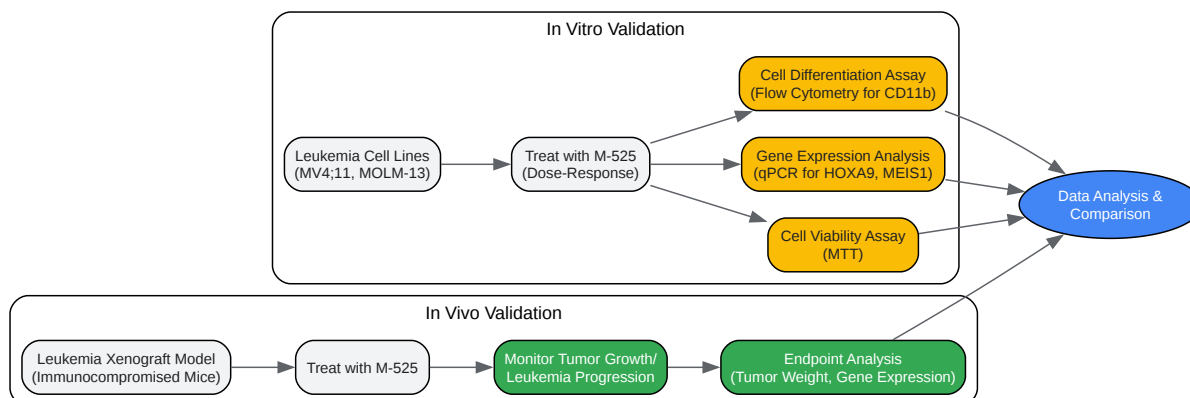 In Vitro Validation
Leukemia Cell Lines
(MV4;11, MOLM-13)
Treat with M-525
(Dose-Response)
Cell Differentiation Assay
(Flow Cytometry for CD11b)
Gene Expression Analysis
(qPCR for HOXA9, MEIS1)
Cell Viability Assay
(MTT)
Data Analysis &
Comparison
In Vivo Validation
Leukemia Xenograft Model
(Immunocompromised Mice)
Treat with M-525
Monitor Tumor Growth/
Leukemia Progression
Endpoint Analysis
(Tumor Weight, Gene Expression)